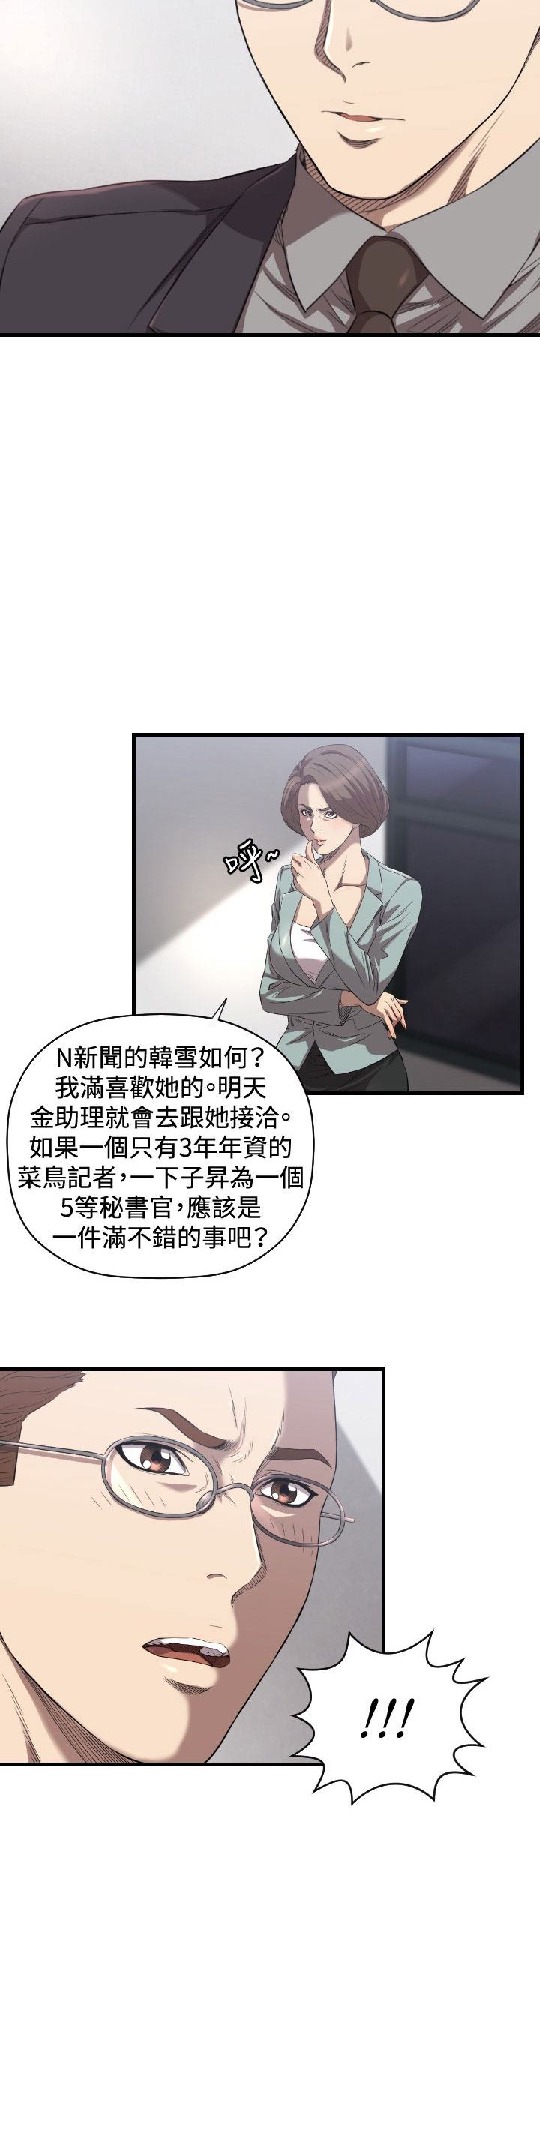 呼~
N新聞的韓雪如何?
我滿喜歡她的。明天
金助理就會去跟她接洽。
如果一個只有3年年資的
菜鳥記者，一下子昇為一個
5等秘書官，應該是
一件滿不錯的事吧?
!!!